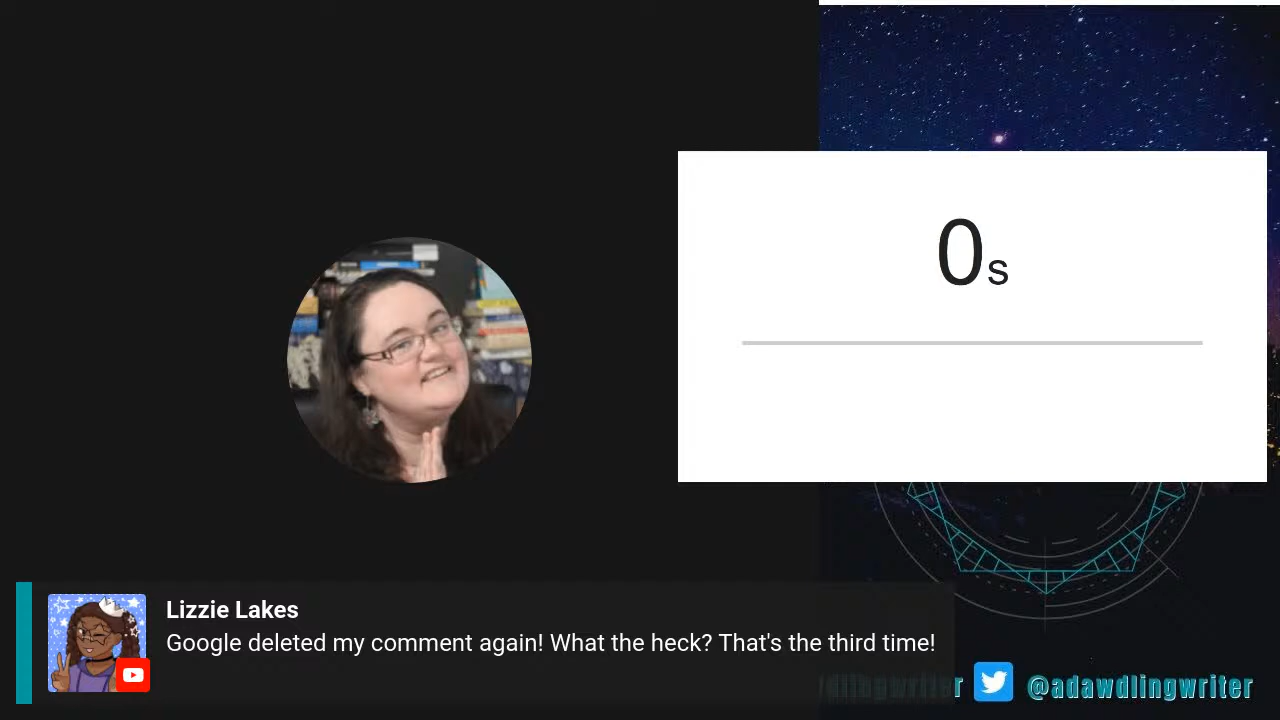 0s
Lizzie Lakes
Google deleted my comment again! What the heck? That's the third time!
@adawdlingwriter